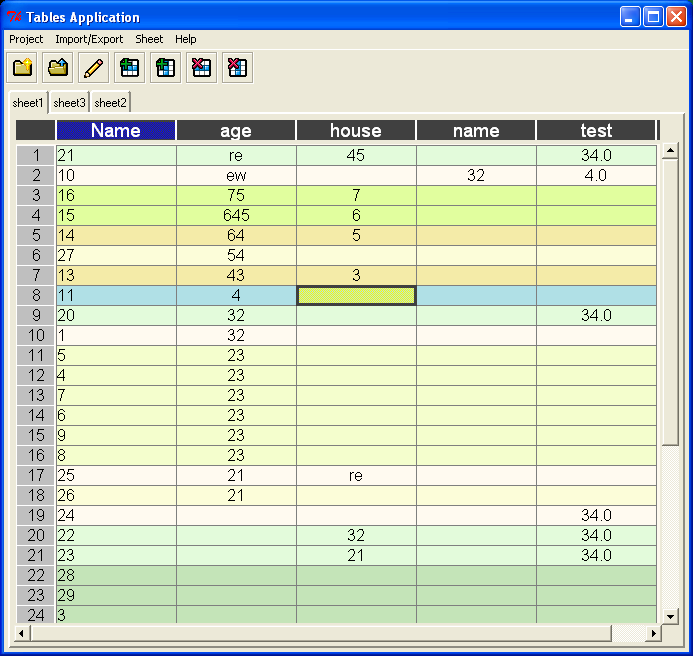 Tables Application
Project Import/Export Sheet Help
sheet1 sheet3 sheet2
Name age house name test
1 21 re 45 34.0
2 10 ew 32 4.0
3 16 75 7
4 15 645 6
5 14 64 5
6 27 54
7 13 43 3
8 11 4
9 20 32 34.0
10 1 32
11 5 23
12 4 23
13 7 23
14 6 23
15 9 23
16 8 23
17 25 21 re
18 26 21
19 24 34.0
20 22 32 34.0
21 23 21 34.0
22 28
23 29
24 3